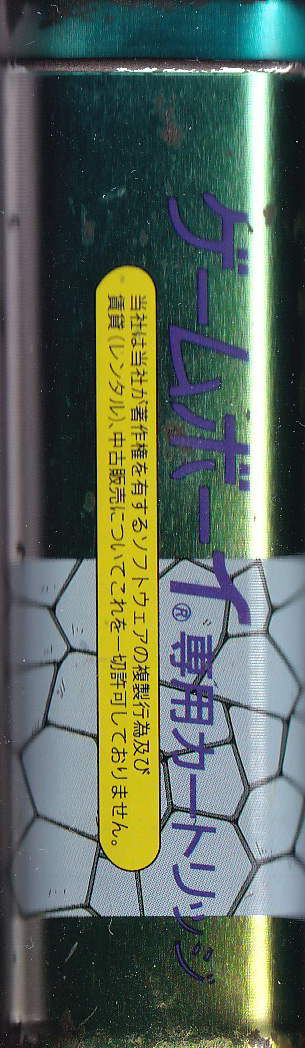 ゲームボーイ®専用カートリッジ
当社は当社が著作権を有するソフトウェアの複製行為及び
賃貸(レンタル)、中古販売についてこれを一切許可しておりません。